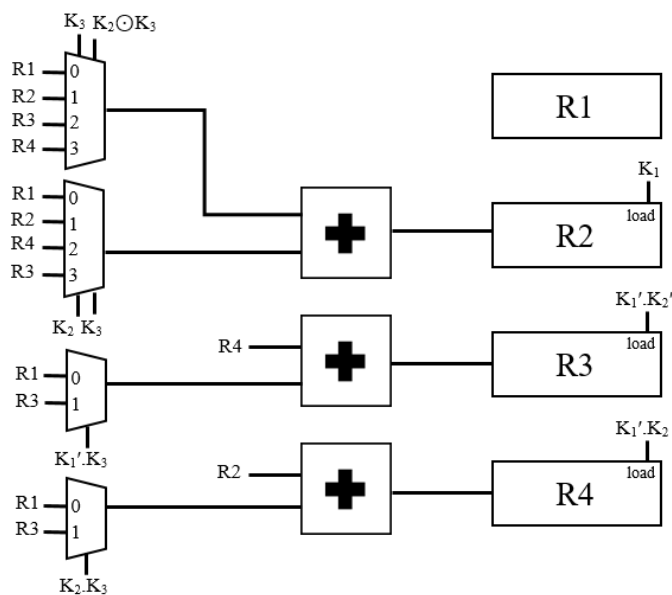 K₃ K₂⊙K₃
R1 0
R2 1
R3 2
R4 3
R1 0
R2 1
R4 2
R3 3
K₂ K₃
R1
K₁
load
R2
R4
K₁′.K₂′
load
R3
R1 0
R3 1
K₁′.K₃
R2
K₁′.K₂
load
R4
R1 0
R3 1
K₂.K₃